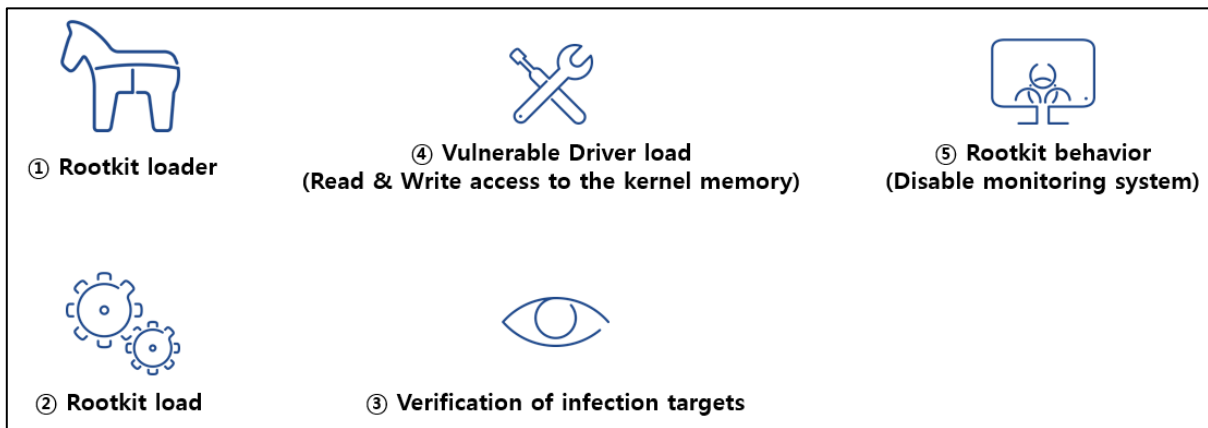 ① Rootkit loader
④ Vulnerable Driver load
(Read & Write access to the kernel memory)
⑤ Rootkit behavior
(Disable monitoring system)
② Rootkit load
③ Verification of infection targets